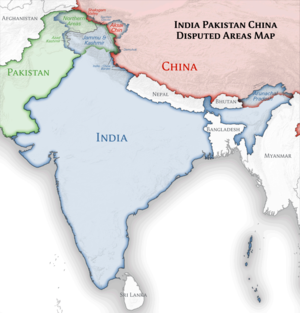 India Pakistan China
Disputed Areas Map
Afghanistan
Northern
Areas
Aksai
Chin
Jammu &
Kashmir
Pakistan
China
Nepal
Bhutan
Arunachal
Pradesh
Bangladesh
India
Myanmar
Sri Lanka